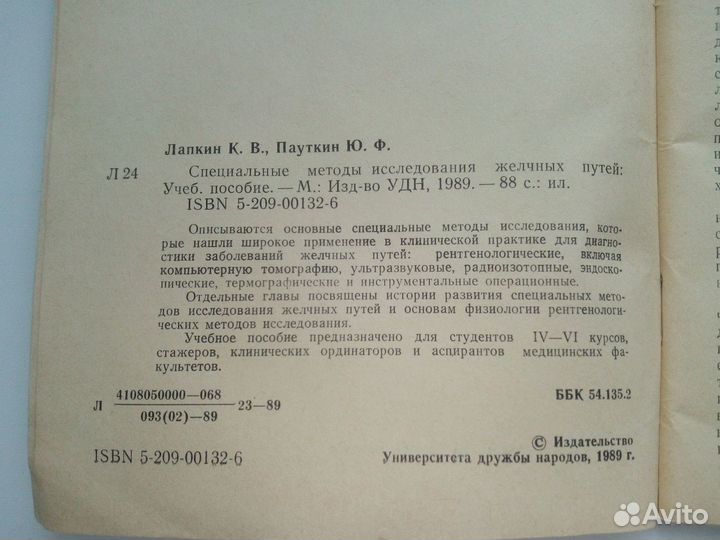 Лапкин К. В., Пауткин Ю. Ф.
Л 24 Специальные методы исследования желчных путей:
Учеб. пособие. — М.: Изд-во УДН, 1989. — 88 с.: ил.
ISBN 5-209-00132-6
Описываются основные специальные методы исследования, кото-
рые нашли широкое применение в клинической практике для диагно-
стики заболеваний желчных путей: рентгенологические, включая
компьютерную томографию, ультразвуковые, радиоизотопные, эндоско-
пические, термографические и инструментальные операционные.
Отдельные главы посвящены истории развития специальных мето-
дов исследования желчных путей и основам физиологии рентгенологи-
ческих методов исследования.
Учебное пособие предназначено для студентов IV—VI курсов,
стажеров, клинических ординаторов и аспирантов медицинских фа-
культетов.
4108050000—068
Л 23—89 ББК 54.135.2
093(02)—89
ISBN 5-209-00132-6
© Издательство
Университета дружбы народов, 1989 г.
Avito